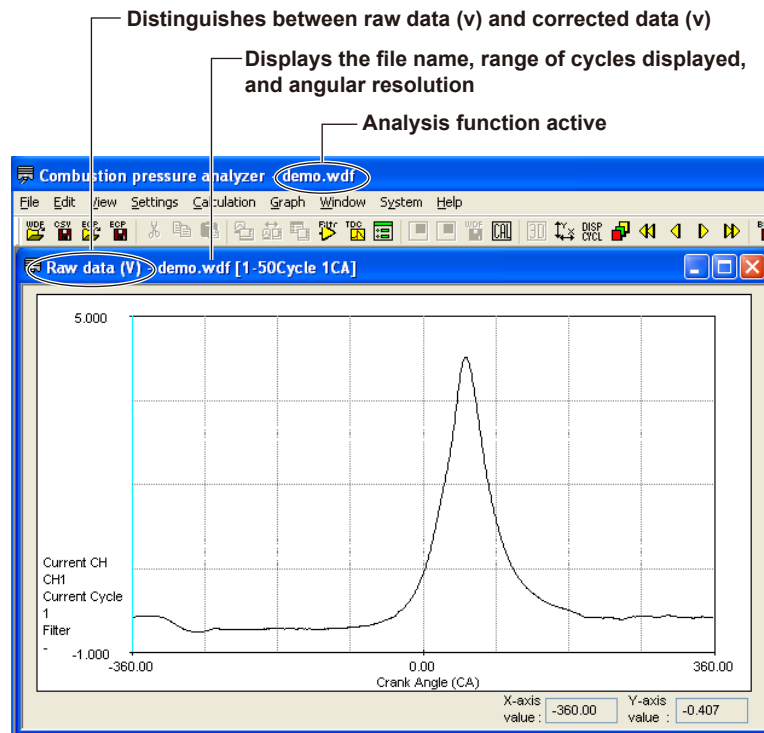 Distinguishes between raw data (v) and corrected data (v)
Displays the file name, range of cycles displayed,
and angular resolution
Analysis function active
Combustion pressure analyzer - demo.wdf
File Edit View Settings Calculation Graph Window System Help
WDF CSV ECP ECP FiLtr TDC WDF CAL 3D DISP CYCL
Raw data (V) - demo.wdf [1-50Cycle 1CA]
5.000
Current CH
CH1
Current Cycle
1
Filter
-
-1.000
-360.00 0.00 360.00
Crank Angle (CA)
X-axis value : -360.00 Y-axis value : -0.407